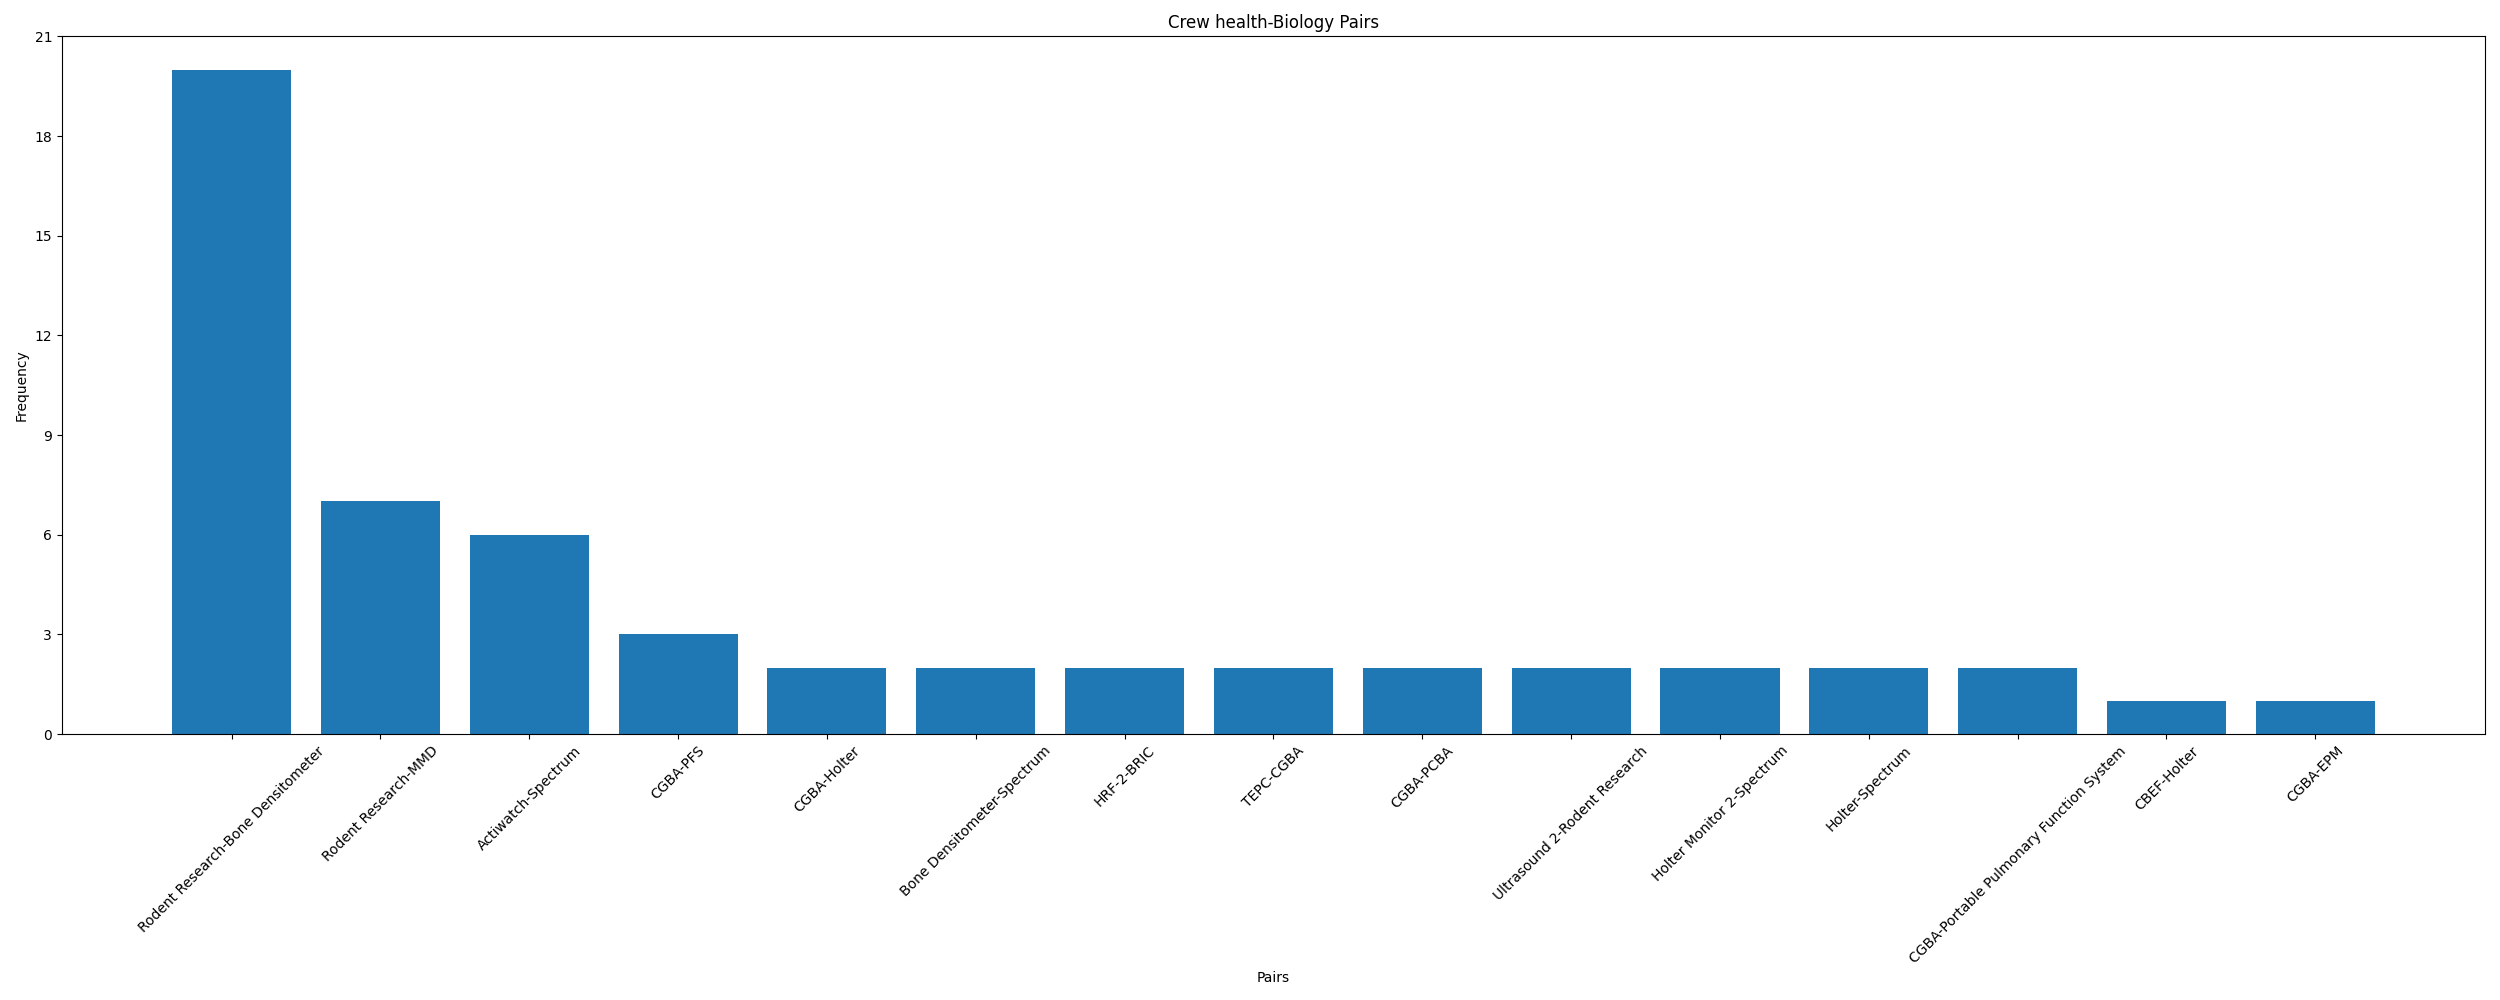 Crew health-Biology Pairs
Frequency
21
18
15
12
9
6
3
0
Rodent Research-Bone Densitometer
Rodent Research-MMD
Actiwatch-Spectrum
CGBA-PFS
CGBA-Holter
Bone Densitometer-Spectrum
HRF-2-BRIC
TEPC-CGBA
CGBA-PCBA
Ultrasound 2-Rodent Research
Holter Monitor 2-Spectrum
Holter-Spectrum
CGBA-Portable Pulmonary Function System
CBEF-Holter
CGBA-EPM
Pairs